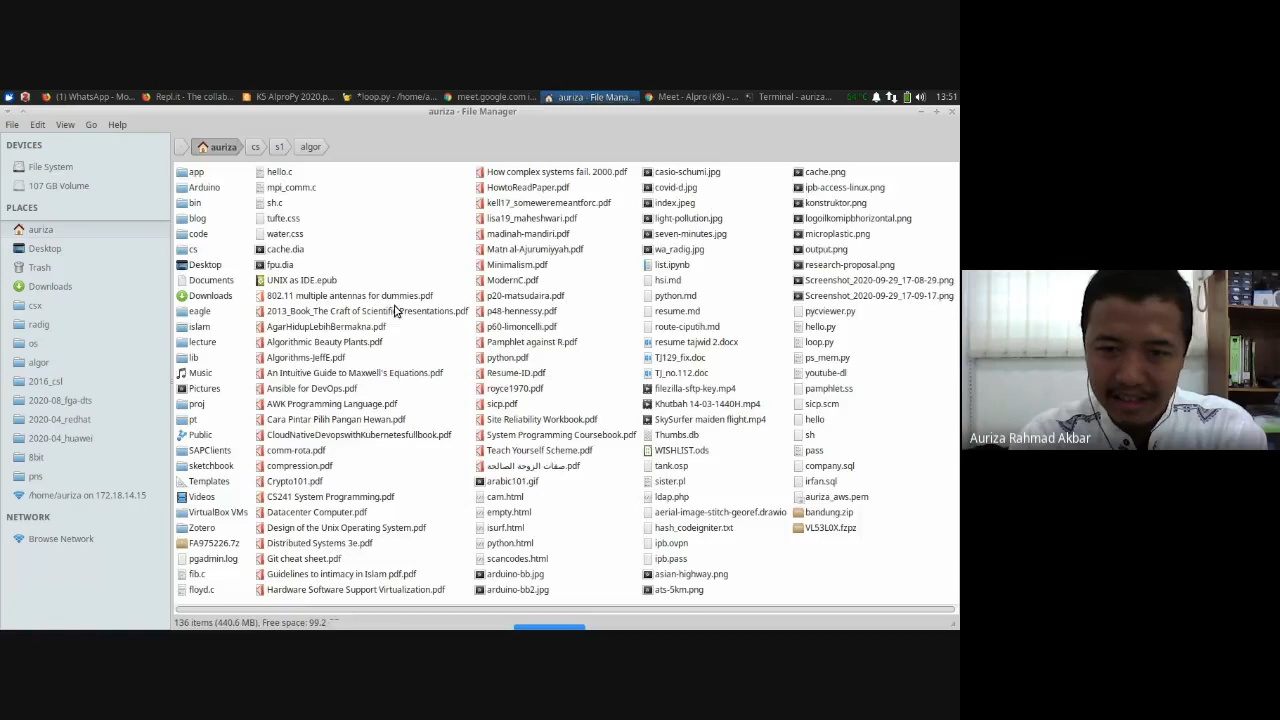 (1) WhatsApp - Mo...
Repl.it - The collab...
K5 AlproPy 2020.p...
*loop.py - /home/a...
meet.google.com i...
auriza - File Mana...
Meet - Alpro (K8) - ...
Terminal - auriza...
13:51
auriza - File Manager
File Edit View Go Help
DEVICES
File System
107 GB Volume
PLACES
auriza
Desktop
Trash
Downloads
csx
radig
os
algor
2016_csl
2020-08_fga-dts
2020-04_redhat
2020-04_huawei
8bit
pns
/home/auriza on 172.18.14.15
NETWORK
Browse Network
auriza cs s1 algor
app
Arduino
bin
blog
code
cs
Desktop
Documents
Downloads
eagle
islam
lecture
lib
Music
Pictures
proj
pt
Public
SAPClients
sketchbook
Templates
Videos
VirtualBox VMs
Zotero
FA975226.7z
pgadmin.log
fib.c
floyd.c
hello.c
mpi_comm.c
sh.c
tufte.css
water.css
cache.dia
fpu.dia
UNIX as IDE.epub
802.11 multiple antennas for dummies.pdf
2013_Book_The Craft of Scientific Presentations.pdf
AgarHidupLebihBermakna.pdf
Algorithmic Beauty Plants.pdf
Algorithms-JeffE.pdf
An Intuitive Guide to Maxwell's Equations.pdf
Ansible for DevOps.pdf
AWK Programming Language.pdf
Cara Pintar Pilih Pangan Hewan.pdf
CloudNativeDevopswithKubernetesfullbook.pdf
comm-rota.pdf
compression.pdf
Crypto101.pdf
CS241 System Programming.pdf
Datacenter Computer.pdf
Design of the Unix Operating System.pdf
Distributed Systems 3e.pdf
Git cheat sheet.pdf
Guidelines to intimacy in Islam pdf.pdf
Hardware Software Support Virtualization.pdf
How complex systems fail. 2000.pdf
HowtoReadPaper.pdf
kell17_someweremeantforc.pdf
lisa19_maheshwari.pdf
madinah-mandiri.pdf
Matn al-Ajurumiyyah.pdf
Minimalism.pdf
ModernC.pdf
p20-matsudaira.pdf
p48-hennessy.pdf
p60-limoncelli.pdf
Pamphlet against R.pdf
python.pdf
Resume-ID.pdf
royce1970.pdf
sicp.pdf
Site Reliability Workbook.pdf
System Programming Coursebook.pdf
Teach Yourself Scheme.pdf
صفات الزوجة الصالحة.pdf
arabic101.gif
cam.html
empty.html
isurf.html
python.html
scancodes.html
arduino-bb.jpg
arduino-bb2.jpg
casio-schumi.jpg
covid-d.jpg
index.jpeg
light-pollution.jpg
seven-minutes.jpg
wa_radig.jpg
list.ipynb
hsi.md
python.md
resume.md
route-ciputih.md
resume tajwid 2.docx
TJ129_fix.doc
TJ_no.112.doc
filezilla-sftp-key.mp4
Khutbah 14-03-1440H.mp4
SkySurfer maiden flight.mp4
Thumbs.db
WISHLIST.ods
tank.osp
sister.pl
ldap.php
aerial-image-stitch-georef.drawio
hash_codeigniter.txt
ipb.ovpn
ipb.pass
asian-highway.png
ats-5km.png
cache.png
ipb-access-linux.png
konstruktor.png
logoilkomipbhorizontal.png
microplastic.png
output.png
research-proposal.png
Screenshot_2020-09-29_17-08-29.png
Screenshot_2020-09-29_17-09-17.png
pycviewer.py
hello.py
loop.py
ps_mem.py
youtube-dl
pamphlet.ss
sicp.scm
hello
sh
pass
company.sql
irfan.sql
auriza_aws.pem
bandung.zip
VL53L0X.fzpz
136 items (440.6 MB), Free space: 99.2
Auriza Rahmad Akbar